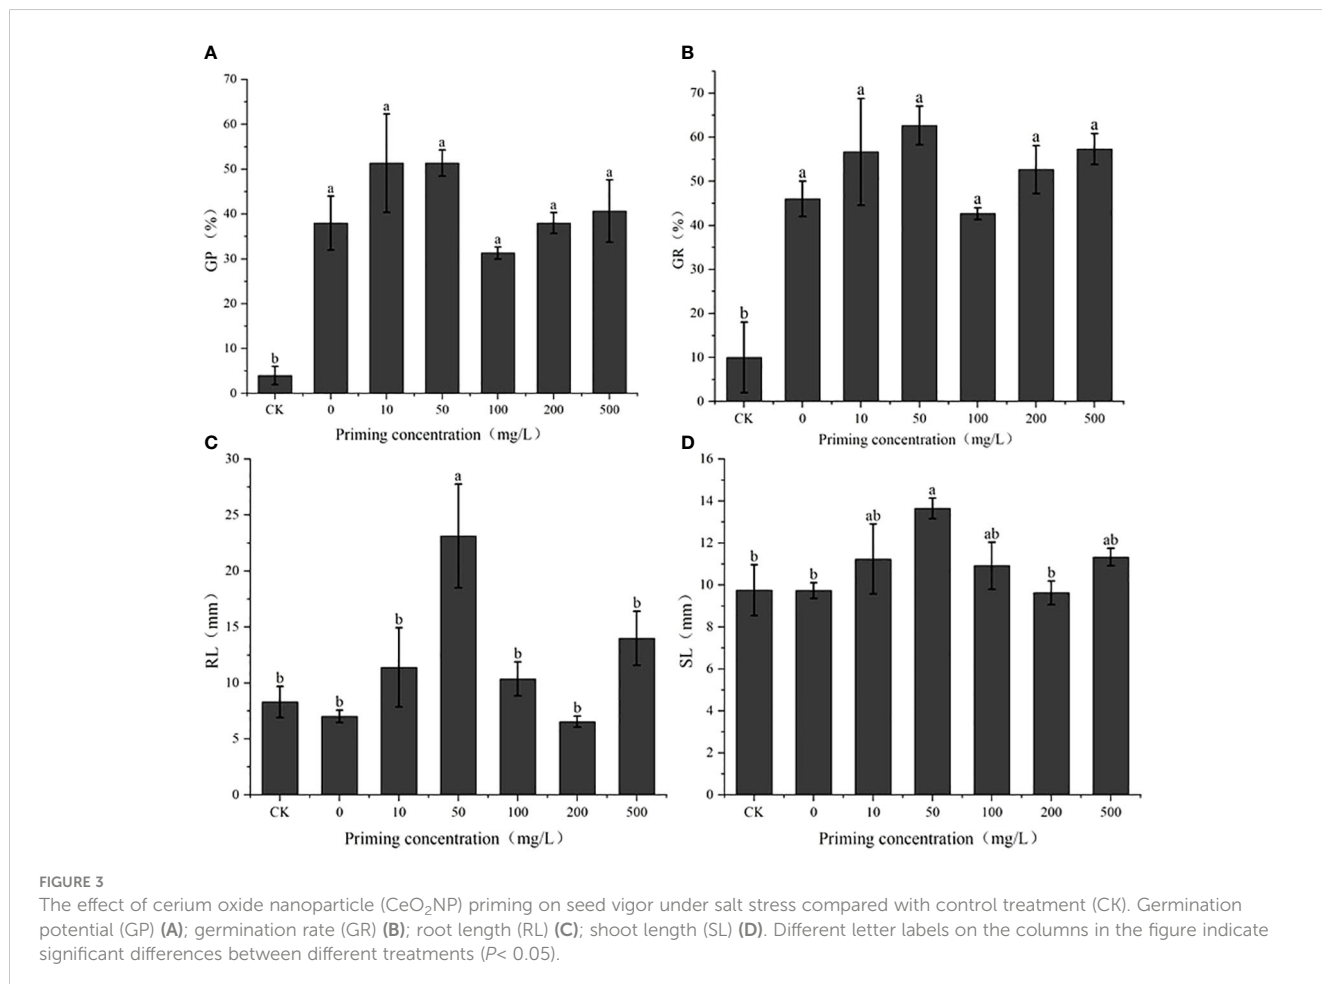 A
70
60
50
40
30
20
10
0
GP（%）
b
a
a
a
a
a
a
CK
0
10
50
100
200
500
Priming concentration（mg/L）
B
70
60
50
40
30
20
10
0
GR（%）
b
a
a
a
a
a
a
CK
0
10
50
100
200
500
Priming concentration（mg/L）
C
30
25
20
15
10
5
0
RL（mm）
b
b
b
a
b
b
b
CK
0
10
50
100
200
500
Priming concentration（mg/L）
D
16
14
12
10
8
6
4
2
0
SL（mm）
b
b
ab
a
ab
b
ab
CK
0
10
50
100
200
500
Priming concentration（mg/L）
FIGURE 3
The effect of cerium oxide nanoparticle (CeO₂NP) priming on seed vigor under salt stress compared with control treatment (CK). Germination
potential (GP) (A); germination rate (GR) (B); root length (RL) (C); shoot length (SL) (D). Different letter labels on the columns in the figure indicate
significant differences between different treatments (P< 0.05).